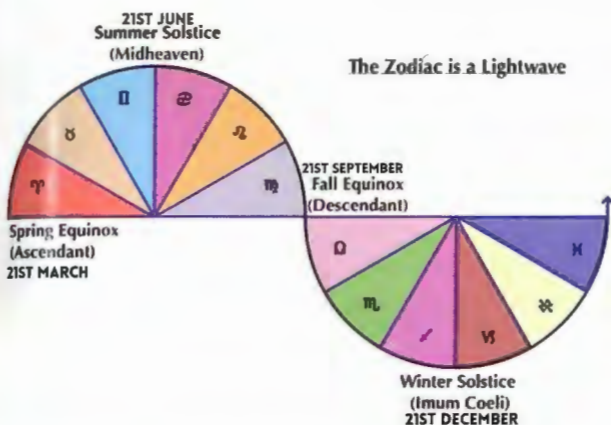 21ST JUNE
Summer Solstice
(Midheaven)
The Zodiac is a Lightwave
♈
♉
♊
♋
♌
♍
21ST SEPTEMBER
Fall Equinox
(Descendant)
Spring Equinox
(Ascendant)
21ST MARCH
♎
♏
♐
♑
♒
♓
Winter Solstice
(Imum Coeli)
21ST DECEMBER